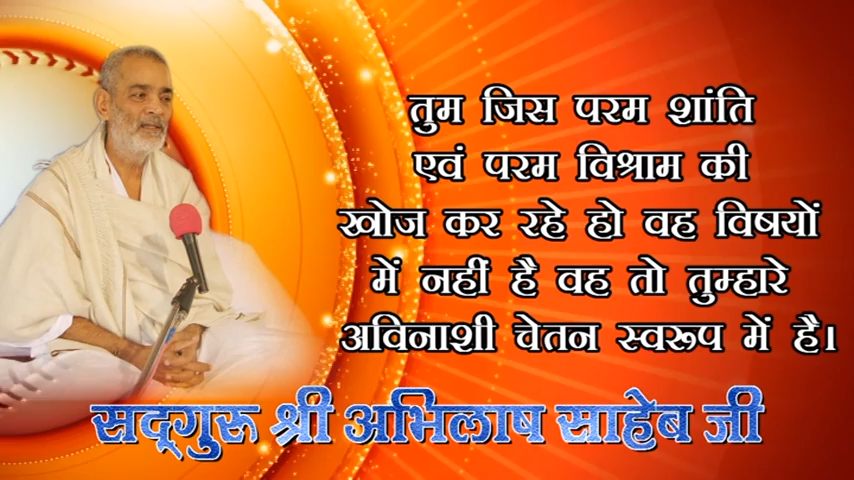 तुम जिस परम शांति
एवं परम विश्राम की
खोज कर रहे हो वह विषयों
में नहीं है वह तो तुम्हारे
अविनाशी चेतन स्वरूप में है।
सद्गुरू श्री अभिलाष साहेब जी